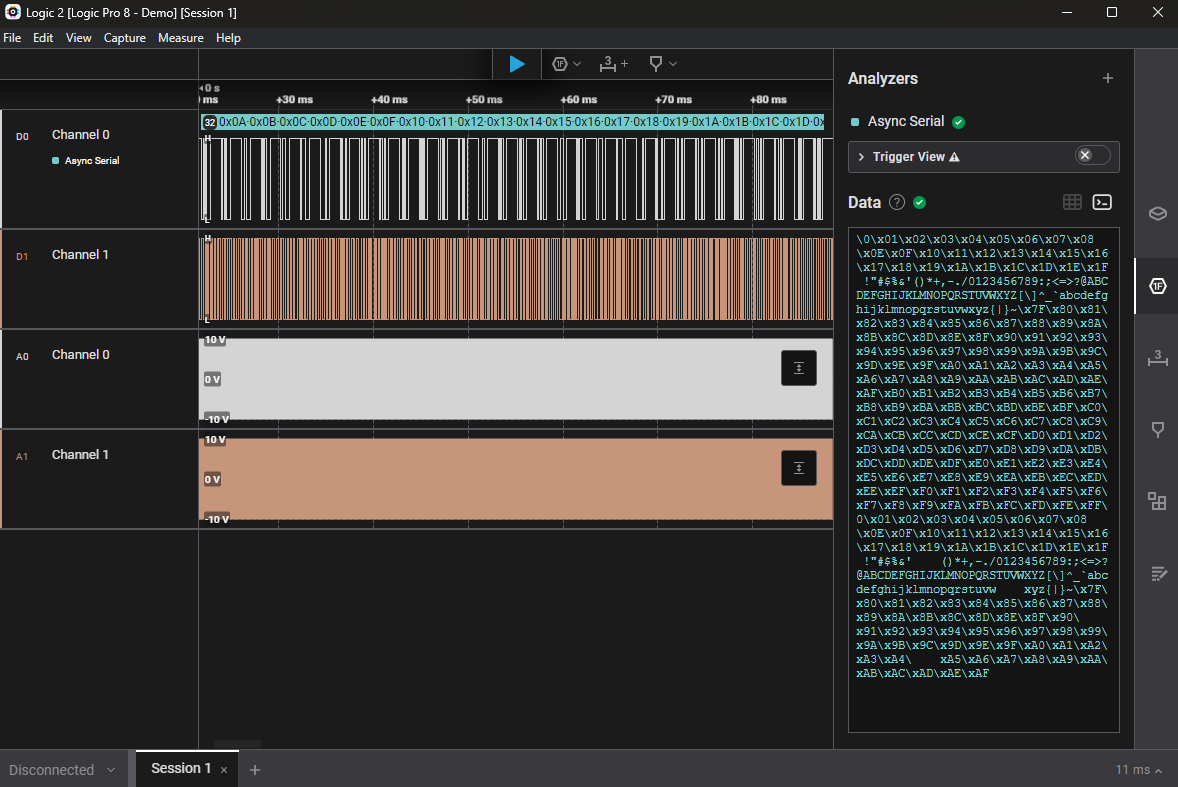 Logic 2 [Logic Pro 8 - Demo] [Session 1]
File Edit View Capture Measure Help
0 s
ms +30 ms +40 ms +50 ms +60 ms +70 ms +80 ms
D0 Channel 0
Async Serial
32 0x0A·0x0B·0x0C·0x0D·0x0E·0x0F·0x10·0x11·0x12·0x13·0x14·0x15·0x16·0x17·0x18·0x19·0x1A·0x1B·0x1C·0x1D·0x
H
L
D1 Channel 1
H
L
A0 Channel 0
10 V
0 V
-10 V
A1 Channel 1
10 V
0 V
-10 V
Analyzers
Async Serial
Trigger View
Data
\0\x01\x02\x03\x04\x05\x06\x07\x08
\x0E\x0F\x10\x11\x12\x13\x14\x15\x16
\x17\x18\x19\x1A\x1B\x1C\x1D\x1E\x1F
!"#$%&'()*+,-./0123456789:;<=>?@ABC
DEFGHIJKLMNOPQRSTUVWXYZ[\]^_`abcdefg
hijklmnopqrstuvwxyz{|}~\x7F\x80\x81\
x82\x83\x84\x85\x86\x87\x88\x89\x8A\
x8B\x8C\x8D\x8E\x8F\x90\x91\x92\x93\
x94\x95\x96\x97\x98\x99\x9A\x9B\x9C\
x9D\x9E\x9F\xA0\xA1\xA2\xA3\xA4\xA5\
xA6\xA7\xA8\xA9\xAA\xAB\xAC\xAD\xAE\
xAF\xB0\xB1\xB2\xB3\xB4\xB5\xB6\xB7\
xB8\xB9\xBA\xBB\xBC\xBD\xBE\xBF\xC0\
xC1\xC2\xC3\xC4\xC5\xC6\xC7\xC8\xC9\
xCA\xCB\xCC\xCD\xCE\xCF\xD0\xD1\xD2\
xD3\xD4\xD5\xD6\xD7\xD8\xD9\xDA\xDB\
xDC\xDD\xDE\xDF\xE0\xE1\xE2\xE3\xE4\
xE5\xE6\xE7\xE8\xE9\xEA\xEB\xEC\xED\
xEE\xEF\xF0\xF1\xF2\xF3\xF4\xF5\xF6\
xF7\xF8\xF9\xFA\xFB\xFC\xFD\xFE\xFF\
0\x01\x02\x03\x04\x05\x06\x07\x08
\x0E\x0F\x10\x11\x12\x13\x14\x15\x16
\x17\x18\x19\x1A\x1B\x1C\x1D\x1E\x1F
!"#$%&' ()*+,-./0123456789:;<=>?
@ABCDEFGHIJKLMNOPQRSTUVWXYZ[\]^_`abc
defghijklmnopqrstuvw xyz{|}~\x7F\
x80\x81\x82\x83\x84\x85\x86\x87\x88\
x89\x8A\x8B\x8C\x8D\x8E\x8F\x90\
x91\x92\x93\x94\x95\x96\x97\x98\x99\
x9A\x9B\x9C\x9D\x9E\x9F\xA0\xA1\xA2\
xA3\xA4\ xA5\xA6\xA7\xA8\xA9\xAA\
xAB\xAC\xAD\xAE\xAF
Disconnected Session 1 11 ms